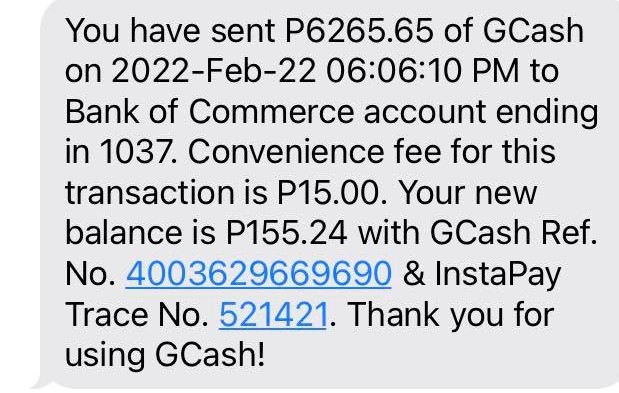 You have sent P6265.65 of GCash
on 2022-Feb-22 06:06:10 PM to
Bank of Commerce account ending
in 1037. Convenience fee for this
transaction is P15.00. Your new
balance is P155.24 with GCash Ref.
No. 4003629669690 & InstaPay
Trace No. 521421. Thank you for
using GCash!